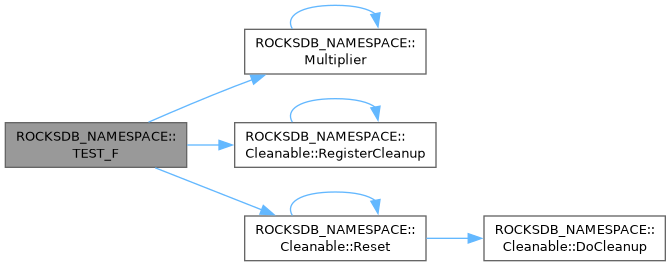 ROCKSDB_NAMESPACE::
Multiplier
ROCKSDB_NAMESPACE::
TEST_F
ROCKSDB_NAMESPACE::
Cleanable::RegisterCleanup
ROCKSDB_NAMESPACE::
Cleanable::Reset
ROCKSDB_NAMESPACE::
Cleanable::DoCleanup